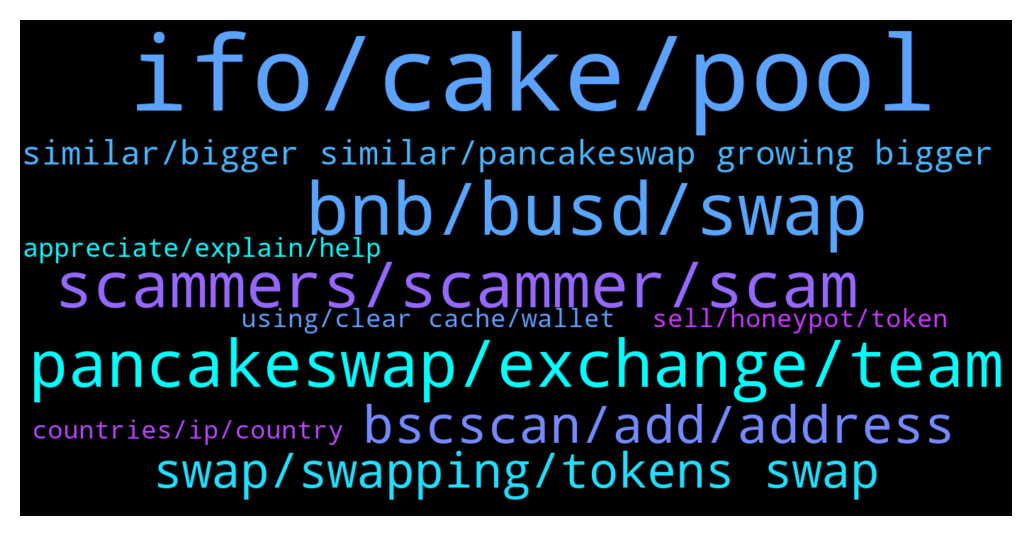 ifo/cake/pool
similar/bigger similar/pancakeswap growing bigger
bnb/busd/swap
appreciate/explain/help
scammers/scammer/scam
using/clear cache/wallet
sell/honeypot/token
pancakeswap/exchange/team
bscscan/add/address
countries/ip/country
swap/swapping/tokens swap